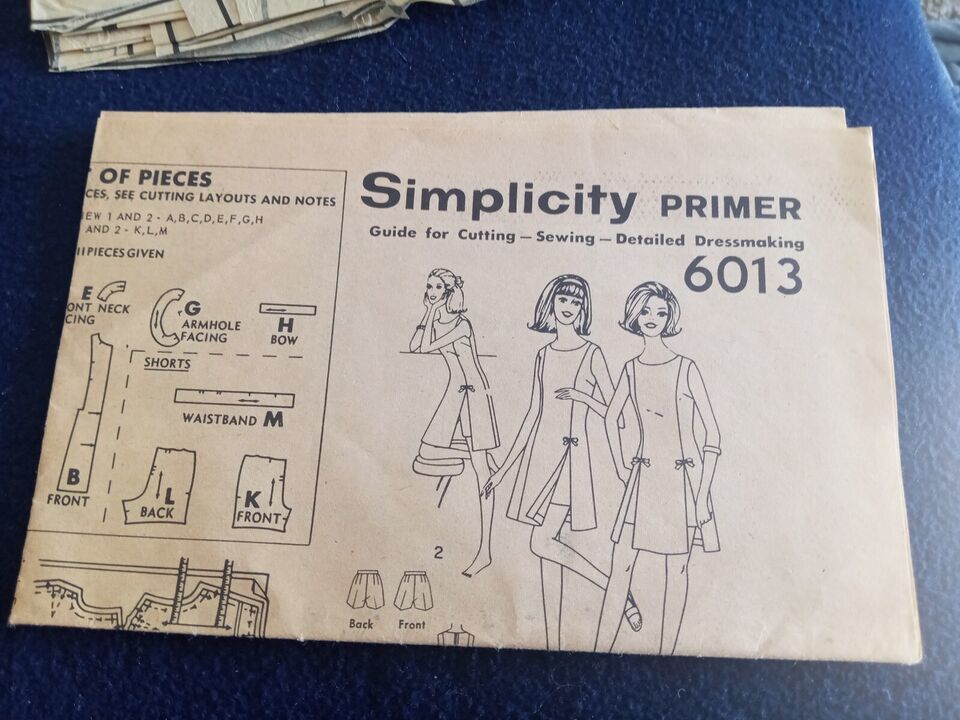 OF PIECES
CES, SEE CUTTING LAYOUTS AND NOTES
IEW 1 AND 2 - A,B,C,D,E,F,G,H
AND 2 - K,L,M
11 PIECES GIVEN
E
ONT NECK
CING
G
ARMHOLE
FACING
H
BOW
SHORTS
WAISTBAND M
B
FRONT
L
BACK
K
FRONT
Simplicity PRIMER
Guide for Cutting — Sewing — Detailed Dressmaking
6013
2
Back Front